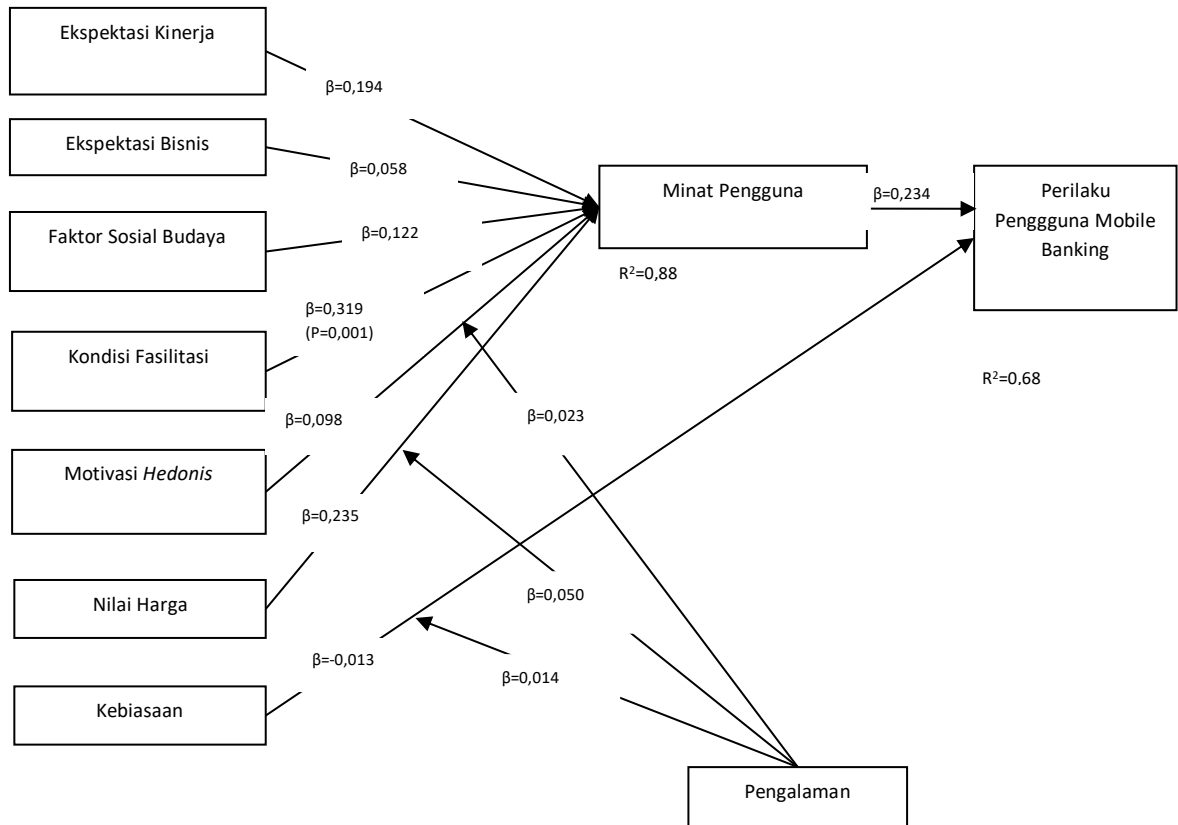 Ekspektasi Kinerja
β=0,194
Ekspektasi Bisnis
β=0,058
Faktor Sosial Budaya
β=0,122
Kondisi Fasilitasi
β=0,319
(P=0,001)
Motivasi Hedonis
β=0,098
Nilai Harga
β=0,235
Kebiasaan
β=-0,013
Minat Pengguna
R²=0,88
β=0,234
Perilaku
Penggguna Mobile
Banking
R²=0,68
β=0,023
β=0,050
β=0,014
Pengalaman